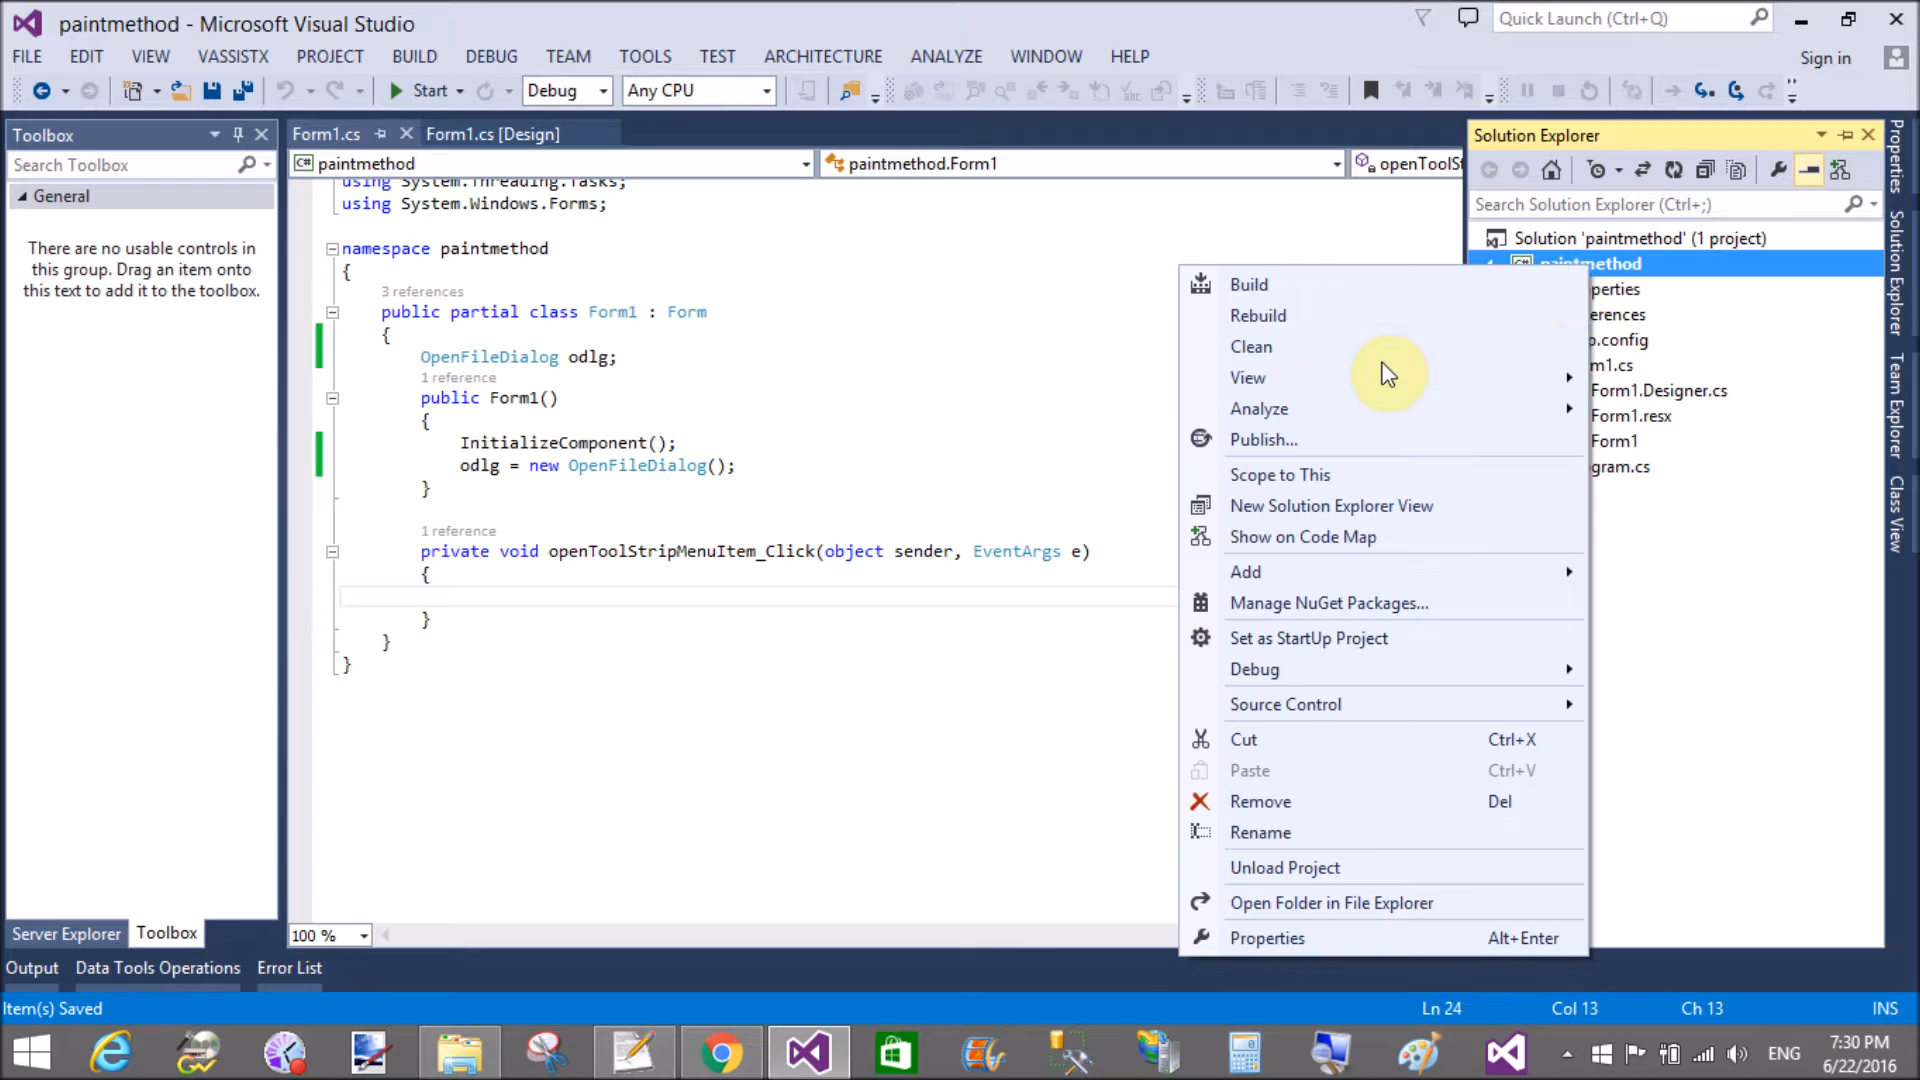 paintmethod - Microsoft Visual Studio
Quick Launch (Ctrl+Q)
FILE EDIT VIEW VASSISTX PROJECT BUILD DEBUG TEAM TOOLS TEST ARCHITECTURE ANALYZE WINDOW HELP
Sign in
Start Debug Any CPU
Toolbox
Search Toolbox
General
There are no usable controls in
this group. Drag an item onto
this text to add it to the toolbox.
Server Explorer Toolbox
Form1.cs Form1.cs [Design]
paintmethod paintmethod.Form1 openToolSt
using System.Threading.Tasks;
using System.Windows.Forms;
namespace paintmethod
{
3 references
public partial class Form1 : Form
{
OpenFileDialog odlg;
1 reference
public Form1()
{
InitializeComponent();
odlg = new OpenFileDialog();
}
1 reference
private void openToolStripMenuItem_Click(object sender, EventArgs e)
{
}
}
}
100 %
Build
Rebuild
Clean
View
Analyze
Publish...
Scope to This
New Solution Explorer View
Show on Code Map
Add
Manage NuGet Packages...
Set as StartUp Project
Debug
Source Control
Cut Ctrl+X
Paste Ctrl+V
Remove Del
Rename
Unload Project
Open Folder in File Explorer
Properties Alt+Enter
Solution Explorer
Search Solution Explorer (Ctrl+;)
Solution 'paintmethod' (1 project)
paintmethod
perties
erences
p.config
m1.cs
Form1.Designer.cs
Form1.resx
Form1
gram.cs
Properties
Solution Explorer
Team Explorer
Class View
Output Data Tools Operations Error List
Item(s) Saved Ln 24 Col 13 Ch 13 INS
ENG
7:30 PM
6/22/2016